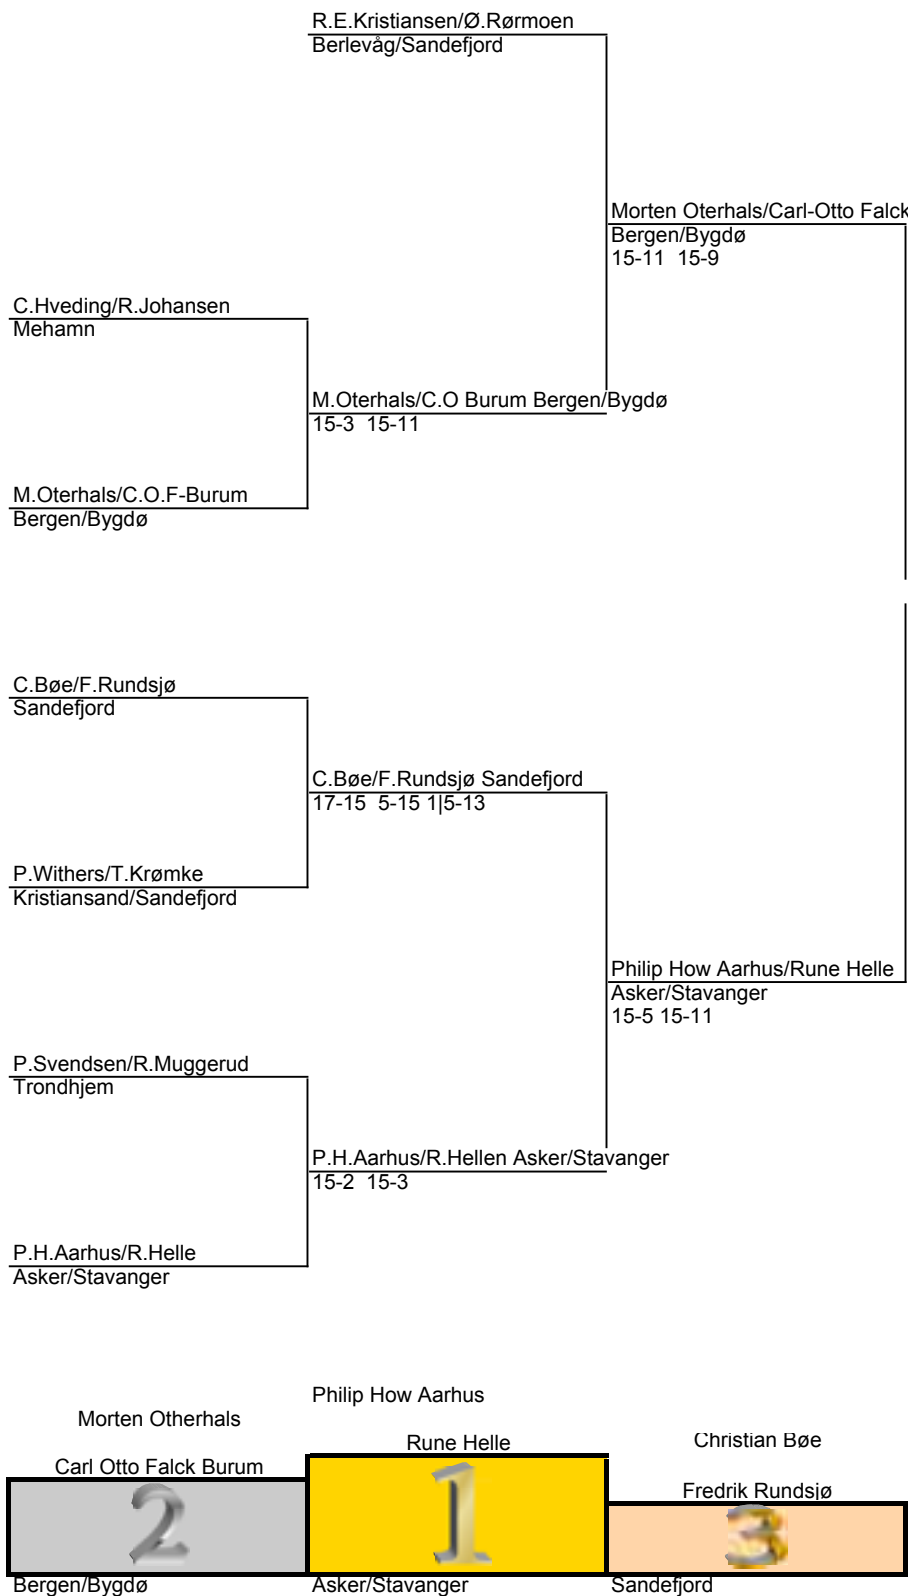 R.E.Kristiansen/Ø.Rørmoen
Berlevåg/Sandefjord
Morten Oterhals/Carl-Otto Falck
Bergen/Bygdø
15-11 15-9
C.Hveding/R.Johansen
Mehamn
M.Oterhals/C.O Burum Bergen/Bygdø
15-3 15-11
M.Oterhals/C.O.F-Burum
Bergen/Bygdø
C.Bøe/F.Rundsjø
Sandefjord
C.Bøe/F.Rundsjø Sandefjord
17-15 5-15 1|5-13
P.Withers/T.Krømke
Kristiansand/Sandefjord
Philip How Aarhus/Rune Helle
Asker/Stavanger
15-5 15-11
P.Svendsen/R.Muggerud
Trondhjem
P.H.Aarhus/R.Hellen Asker/Stavanger
15-2 15-3
P.H.Aarhus/R.Helle
Asker/Stavanger
Philip How Aarhus
Morten Otherhals
Rune Helle
Christian Bøe
Carl Otto Falck Burum
Fredrik Rundsjø
2
1
3
Bergen/Bygdø
Asker/Stavanger
Sandefjord